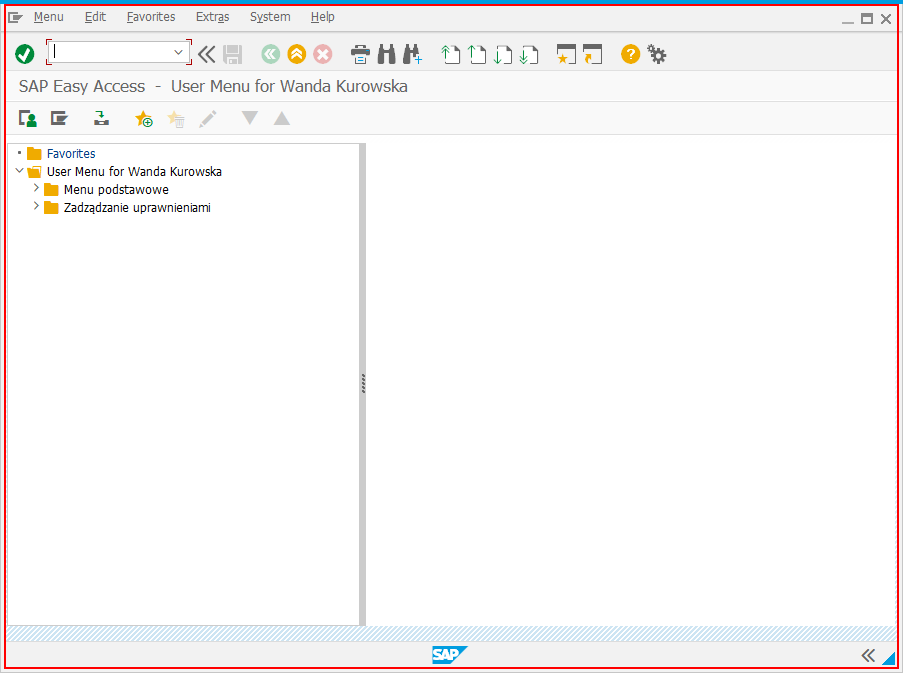 Menu Edit Favorites Extras System Help
SAP Easy Access - User Menu for Wanda Kurowska
Favorites
User Menu for Wanda Kurowska
Menu podstawowe
Zadządzanie uprawnieniami
SAP